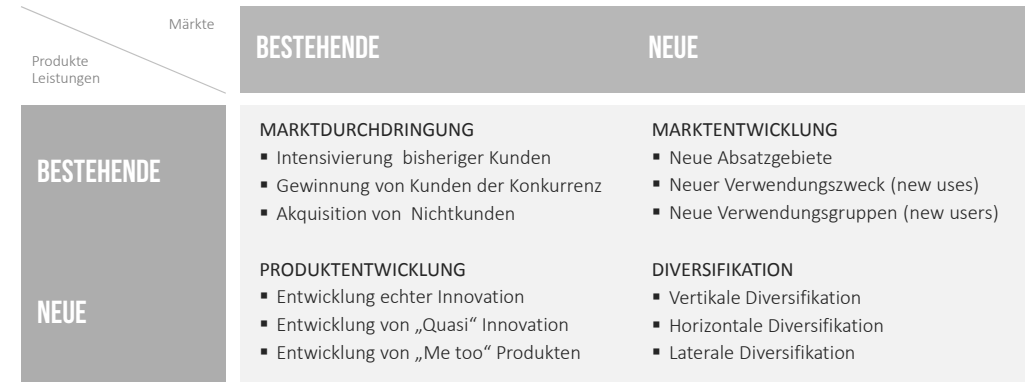 Märkte
Produkte
Leistungen
BESTEHENDE
NEUE
BESTEHENDE
MARKTDURCHDRINGUNG
▪ Intensivierung bisheriger Kunden
▪ Gewinnung von Kunden der Konkurrenz
▪ Akquisition von Nichtkunden
MARKTENTWICKLUNG
▪ Neue Absatzgebiete
▪ Neuer Verwendungszweck (new uses)
▪ Neue Verwendungsgruppen (new users)
NEUE
PRODUKTENTWICKLUNG
▪ Entwicklung echter Innovation
▪ Entwicklung von „Quasi“ Innovation
▪ Entwicklung von „Me too“ Produkten
DIVERSIFIKATION
▪ Vertikale Diversifikation
▪ Horizontale Diversifikation
▪ Laterale Diversifikation